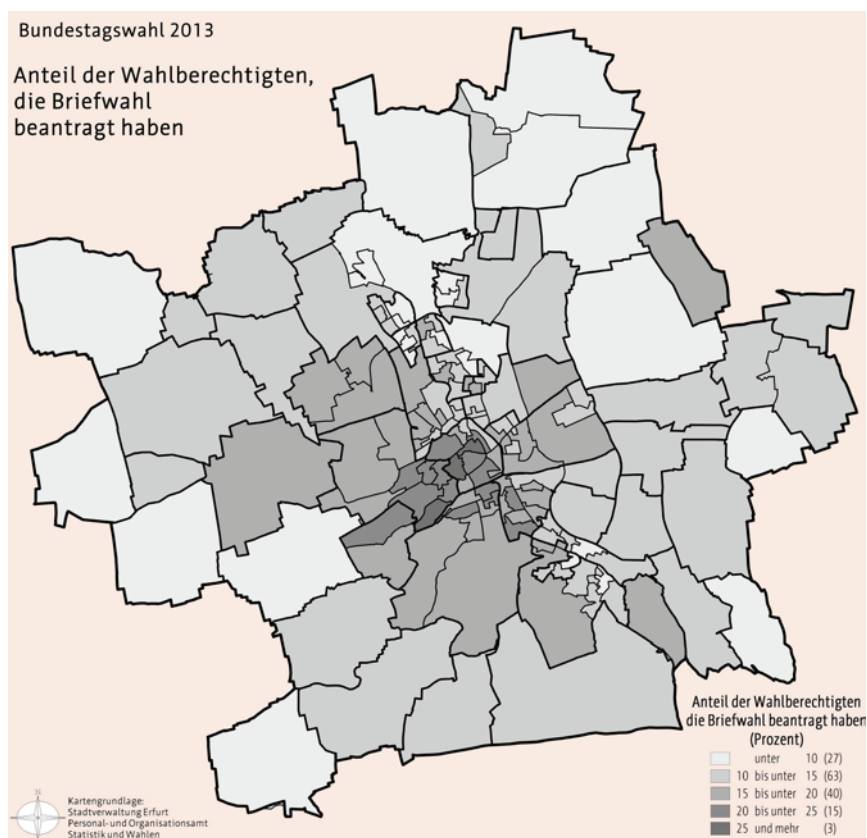 Bundestagswahl 2013
Anteil der Wahlberechtigten,
die Briefwahl
beantragt haben
Anteil der Wahlberechtigten
die Briefwahl beantragt haben
(Prozent)
unter 10 (27)
10 bis unter 15 (63)
15 bis unter 20 (40)
20 bis unter 25 (15)
25 und mehr (3)
Kartengrundlage:
Stadtverwaltung Erfurt
Personal- und Organisationsamt
Statistik und Wahlen